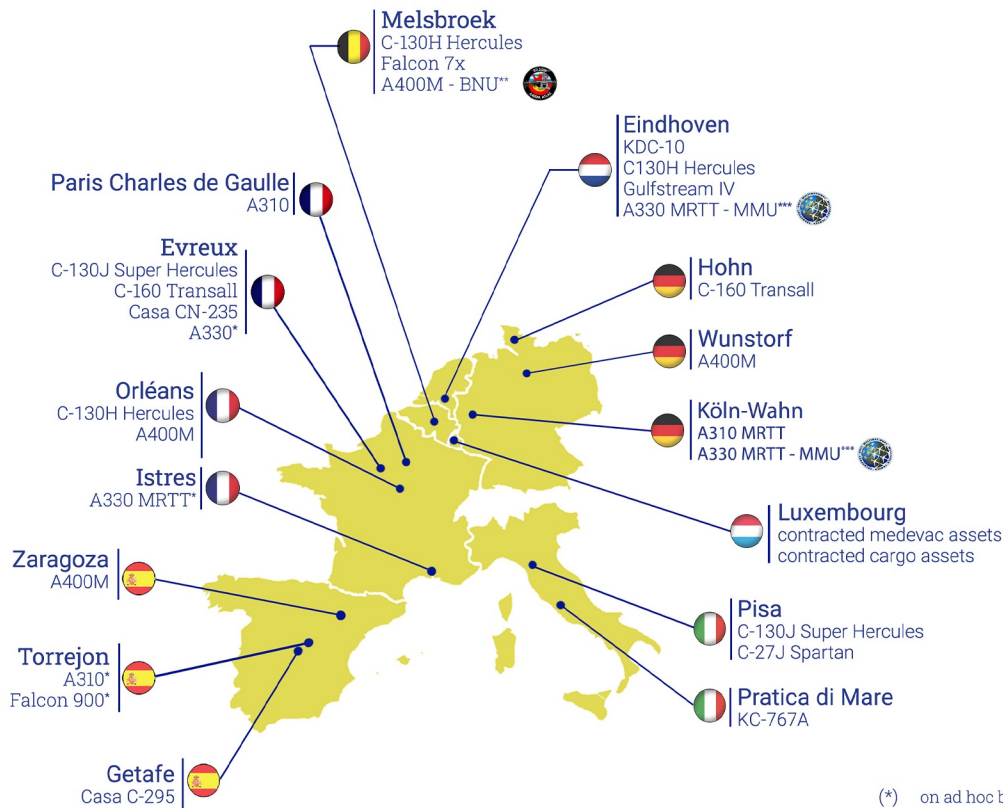 Melsbroek
C-130H Hercules
Falcon 7x
A400M - BNU**
Eindhoven
KDC-10
C130H Hercules
Gulfstream IV
A330 MRTT - MMU***
Paris Charles de Gaulle
A310
Evreux
C-130J Super Hercules
C-160 Transall
Casa CN-235
A330*
Hohn
C-160 Transall
Wunstorf
A400M
Orléans
C-130H Hercules
A400M
Köln-Wahn
A310 MRTT
A330 MRTT - MMU***
Istres
A330 MRTT*
Luxembourg
contracted medevac assets
contracted cargo assets
Zaragoza
A400M
Pisa
C-130J Super Hercules
C-27J Spartan
Torrejon
A310*
Falcon 900*
Pratica di Mare
KC-767A
Getafe
Casa C-295
(*) on ad hoc